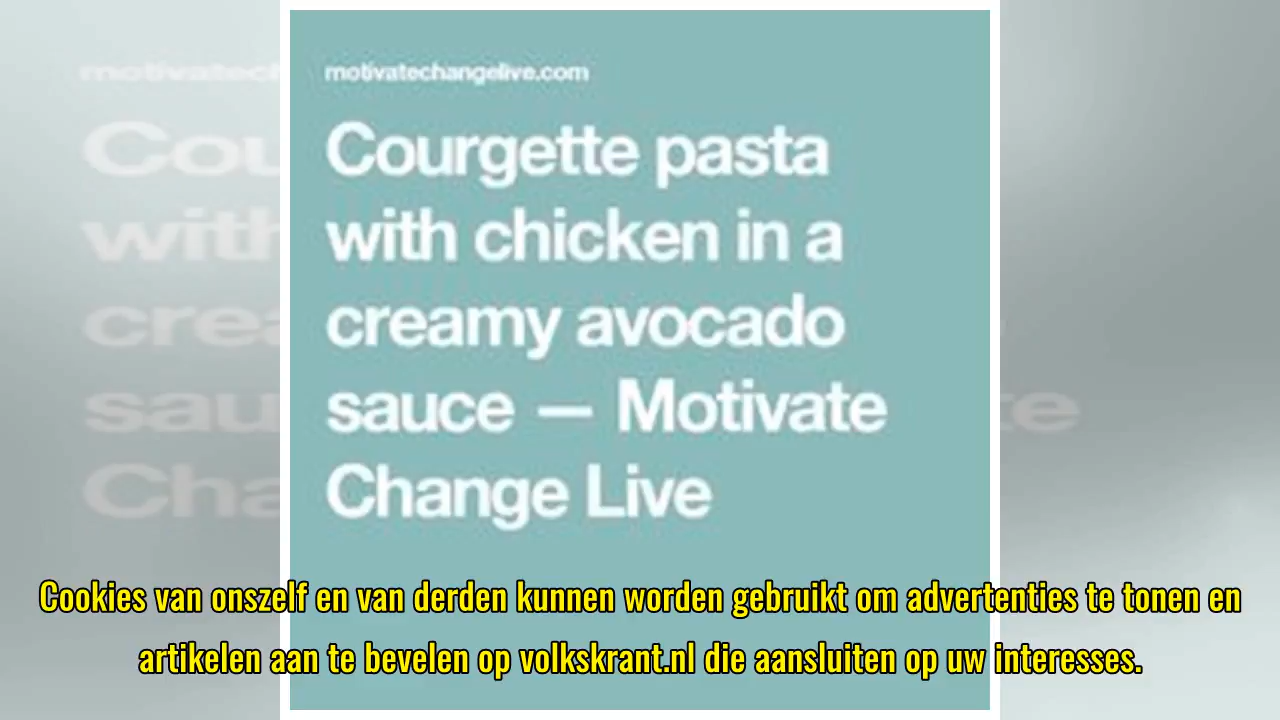 motivatechangelive.com
Courgette pasta
with chicken in a
creamy avocado
sauce — Motivate
Change Live
Cookies van onszelf en van derden kunnen worden gebruikt om advertenties te tonen en
artikelen aan te bevelen op volkskrant.nl die aansluiten op uw interesses.